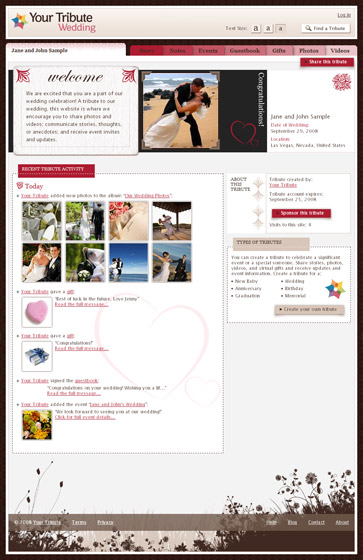 Your Tribute
Wedding
Log In
Text Size: a a a
Find a Tribute
Jane and John Sample
Home Notes Events Guestbook Gifts Photos Videos
Share this tribute
welcome
We are excited that you are a part of our
wedding celebration! A tribute to our
wedding, this website is where we
encourage you to share photos and
videos; communicate stories, thoughts,
or anecdotes; and receive event invites
and updates.
Congratulations!
Jane and John Sample
Date of Wedding:
September 25, 2008
Location:
Las Vegas, Nevada, United States
RECENT TRIBUTE ACTIVITY
Today
Your Tribute added new photos to the album: "Our Wedding Photos".
Your Tribute gave a gift:
"Best of luck in the future. Love Jenny"
Read the full message...
Your Tribute gave a gift:
"Congratulations!"
Read the full message...
Your Tribute signed the guestbook:
"Congratulations on your wedding! Wishing you a lif..."
Read the full message...
Your Tribute added the event "Jane and John's Wedding":
"We look forward to seeing you at our wedding!"
Click for full event details...
ABOUT
THIS
TRIBUTE
Tribute created by:
Your Tribute
Tribute account expires:
September 25, 2008
Sponsor this tribute
Visits to this site: 4
TYPES OF TRIBUTES
You can create a tribute to celebrate a significant
event or a special someone. Share stories, photos,
videos, and virtual gifts and receive updates and
event information. Create a tribute for a:
New Baby
Wedding
Anniversary
Birthday
Graduation
Memorial
Create your own tribute
© 2008 Your Tribute Terms Privacy
Help Blog Contact About